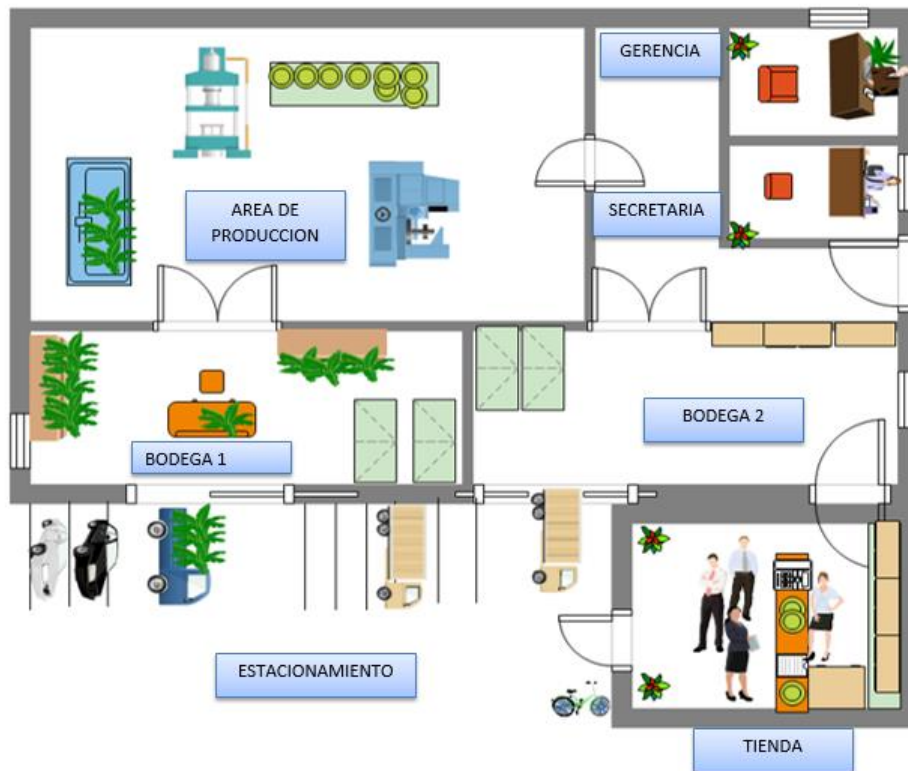 GERENCIA
AREA DE
PRODUCCION
SECRETARIA
BODEGA 2
BODEGA 1
ESTACIONAMIENTO
TIENDA